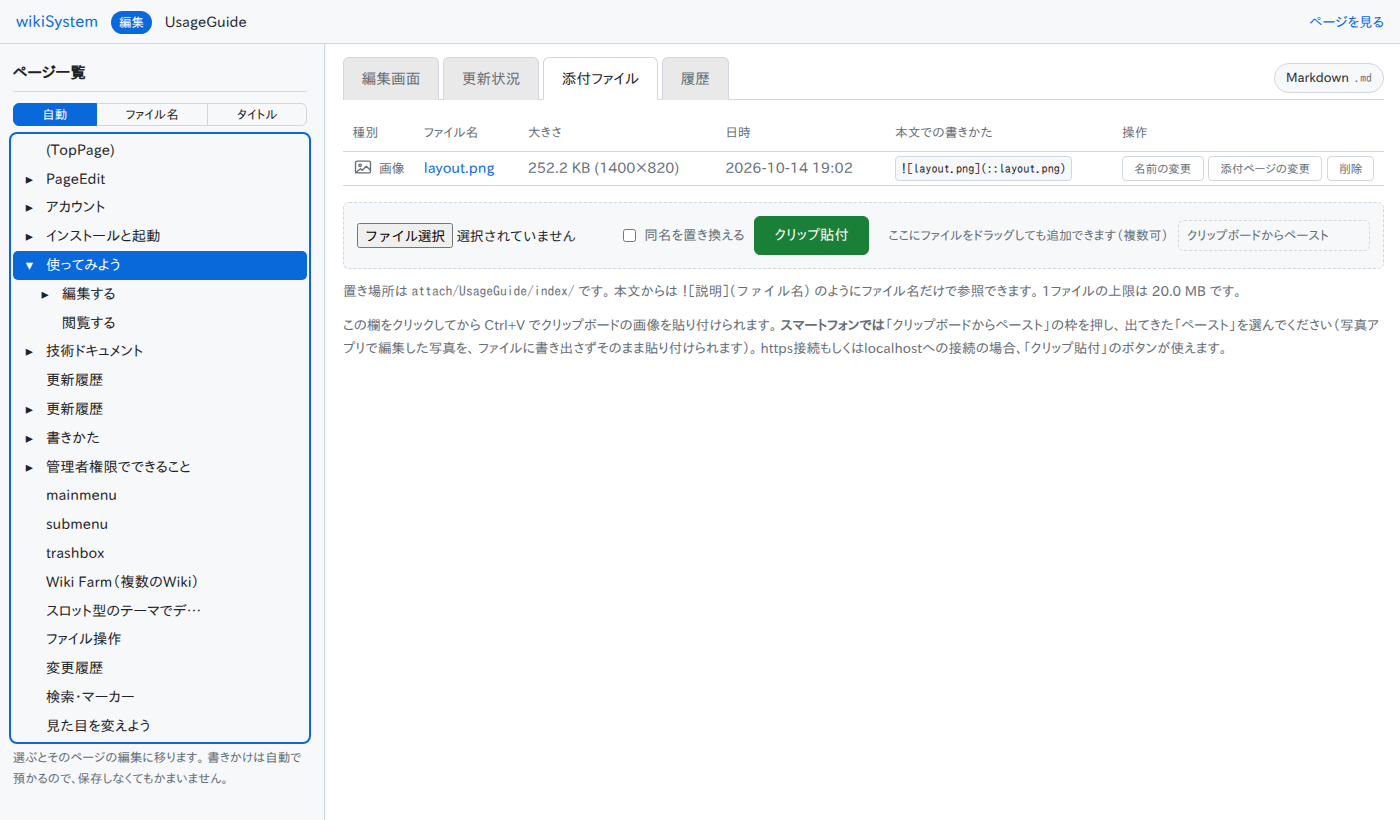 wikiSystem 編集 UsageGuide ページを見る
ページ一覧
自動 ファイル名 タイトル
(TopPage)
▸ PageEdit
▸ アカウント
▸ インストールと起動
▾ 使ってみよう
▸ 編集する
閲覧する
▸ 技術ドキュメント
更新履歴
▸ 更新履歴
▸ 書きかた
▸ 管理者権限でできること
mainmenu
submenu
trashbox
Wiki Farm（複数のWiki）
スロット型のテーマでデ…
ファイル操作
変更履歴
検索・マーカー
見た目を変えよう
選ぶとそのページの編集に移ります。書きかけは自動で
預かるので、保存しなくてもかまいません。
編集画面 更新状況 添付ファイル 履歴 Markdown .md
種別 ファイル名 大きさ 日時 本文での書きかた 操作
画像 layout.png 252.2 KB (1400×820) 2026-10-14 19:02 ![layout.png](::layout.png) 名前の変更 添付ページの変更 削除
ファイル選択 選択されていません 同名を置き換える クリップ貼付 ここにファイルをドラッグしても追加できます（複数可） クリップボードからペースト
置き場所は attach/UsageGuide/index/ です。本文からは ![説明](ファイル名) のようにファイル名だけで参照できます。1ファイルの上限は 20.0 MB です。
この欄をクリックしてから Ctrl+V でクリップボードの画像を貼り付けられます。スマートフォンでは「クリップボードからペースト」の枠を押し、出てきた「ペースト」を選んでください（写真ア
プリで編集した写真を、ファイルに書き出さずそのまま貼り付けられます）。https接続もしくはlocalhostへの接続の場合、「クリップ貼付」のボタンが使えます。